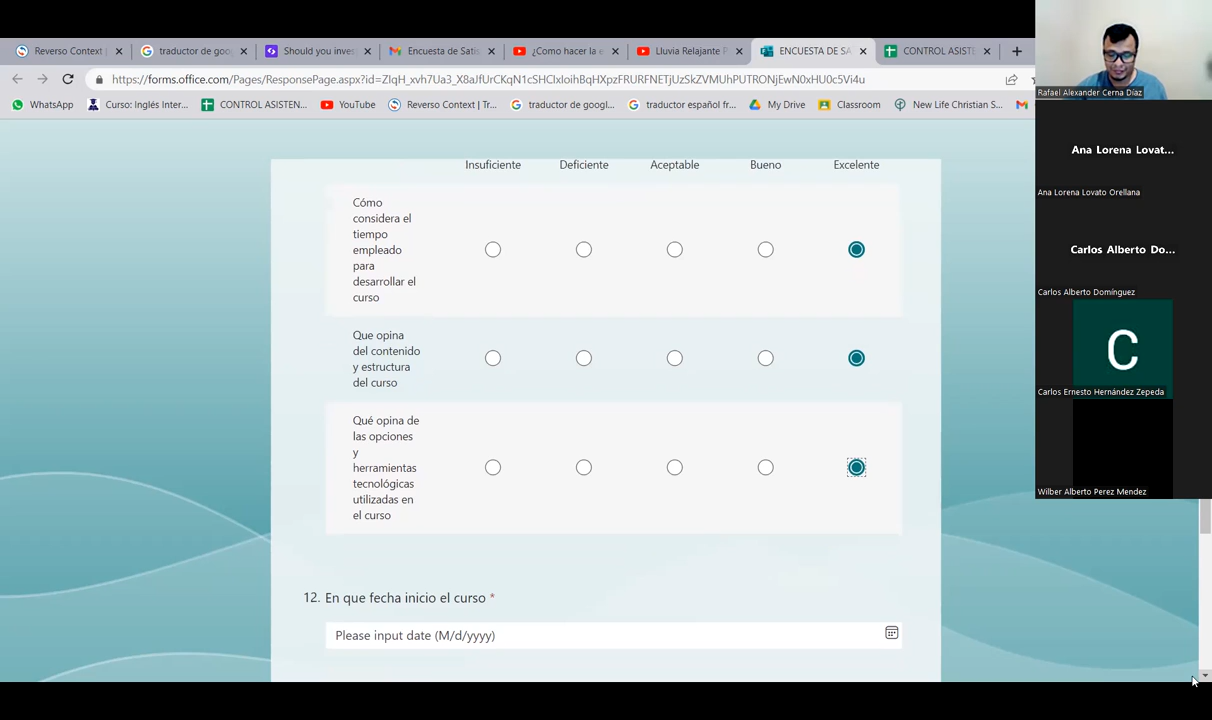 Reverso Context |
traductor de goo
Should you inves
Encuesta de Satis
¿Como hacer la e
Lluvia Relajante P
ENCUESTA DE SA
CONTROL ASISTE
https://forms.office.com/Pages/ResponsePage.aspx?id=
WhatsApp
Curso: Inglés Inter...
CONTROL ASISTEN...
YouTube
Reverso Context | Tr...
traductor de googl...
traductor español fr...
My Drive
Classroom
New Life Christian S...
Insuficiente Deficiente Aceptable Bueno Excelente
Cómo
considera el
tiempo
empleado
para
desarrollar el
curso
Que opina
del contenido
y estructura
del curso
Qué opina de
las opciones
y
herramientas
tecnológicas
utilizadas en
el curso
12. En que fecha inicio el curso *
Please input date (M/d/yyyy)
Rafael Alexander Cerna Díaz
Ana Lorena Lovat...
Ana Lorena Lovato Orellana
Carlos Alberto Do...
Carlos Alberto Domínguez
C
Carlos Ernesto Hernández Zepeda
Wilber Alberto Perez Mendez